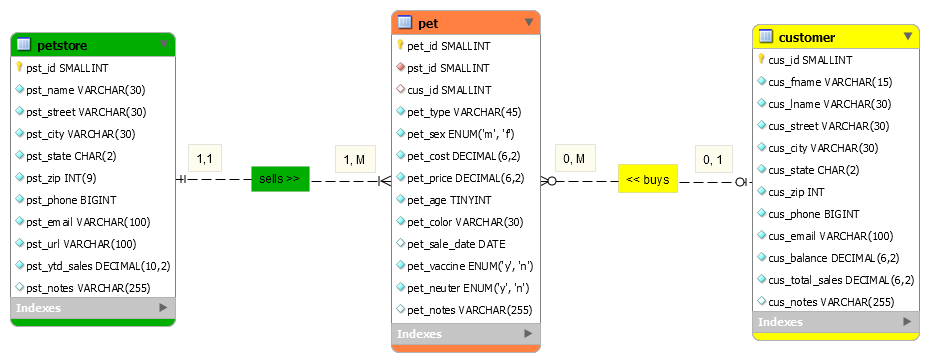 petstore
pst_id SMALLINT
pst_name VARCHAR(30)
pst_street VARCHAR(30)
pst_city VARCHAR(30)
pst_state CHAR(2)
pst_zip INT(9)
pst_phone BIGINT
pst_email VARCHAR(100)
pst_url VARCHAR(100)
pst_ytd_sales DECIMAL(10,2)
pst_notes VARCHAR(255)
Indexes
1,1
sells >>
1, M
pet
pet_id SMALLINT
pst_id SMALLINT
cus_id SMALLINT
pet_type VARCHAR(45)
pet_sex ENUM('m', 'f')
pet_cost DECIMAL(6,2)
pet_price DECIMAL(6,2)
pet_age TINYINT
pet_color VARCHAR(30)
pet_sale_date DATE
pet_vaccine ENUM('y', 'n')
pet_neuter ENUM('y', 'n')
pet_notes VARCHAR(255)
Indexes
0, M
<< buys
0, 1
customer
cus_id SMALLINT
cus_fname VARCHAR(15)
cus_lname VARCHAR(30)
cus_street VARCHAR(30)
cus_city VARCHAR(30)
cus_state CHAR(2)
cus_zip INT
cus_phone BIGINT
cus_email VARCHAR(100)
cus_balance DECIMAL(6,2)
cus_total_sales DECIMAL(6,2)
cus_notes VARCHAR(255)
Indexes